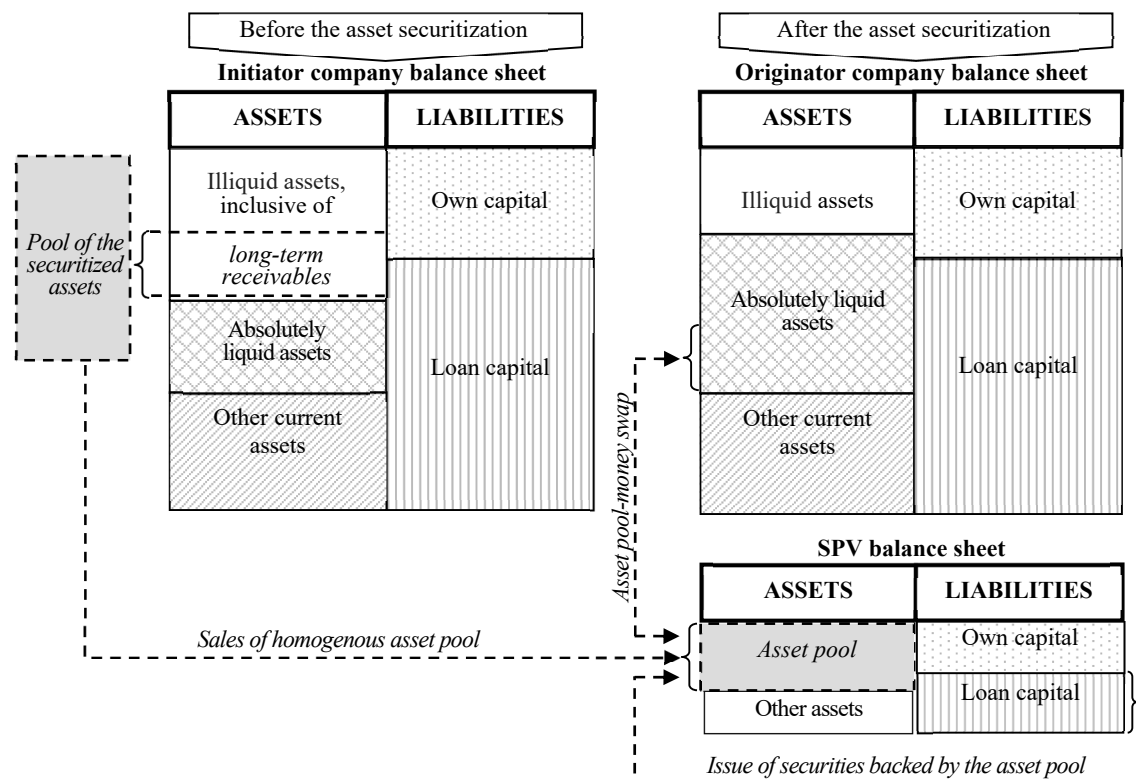 Before the asset securitization
Initiator company balance sheet
ASSETS
LIABILITIES
Pool of the
securitized
assets
Illiquid assets,
inclusive of
long-term
receivables
Absolutely
liquid assets
Other current
assets
Own capital
Loan capital
After the asset securitization
Originator company balance sheet
ASSETS
LIABILITIES
Illiquid assets
Absolutely liquid
assets
Other current
assets
Own capital
Loan capital
Asset pool-money swap
Sales of homogenous asset pool
SPV balance sheet
ASSETS
LIABILITIES
Asset pool
Other assets
Own capital
Loan capital
Issue of securities backed by the asset pool